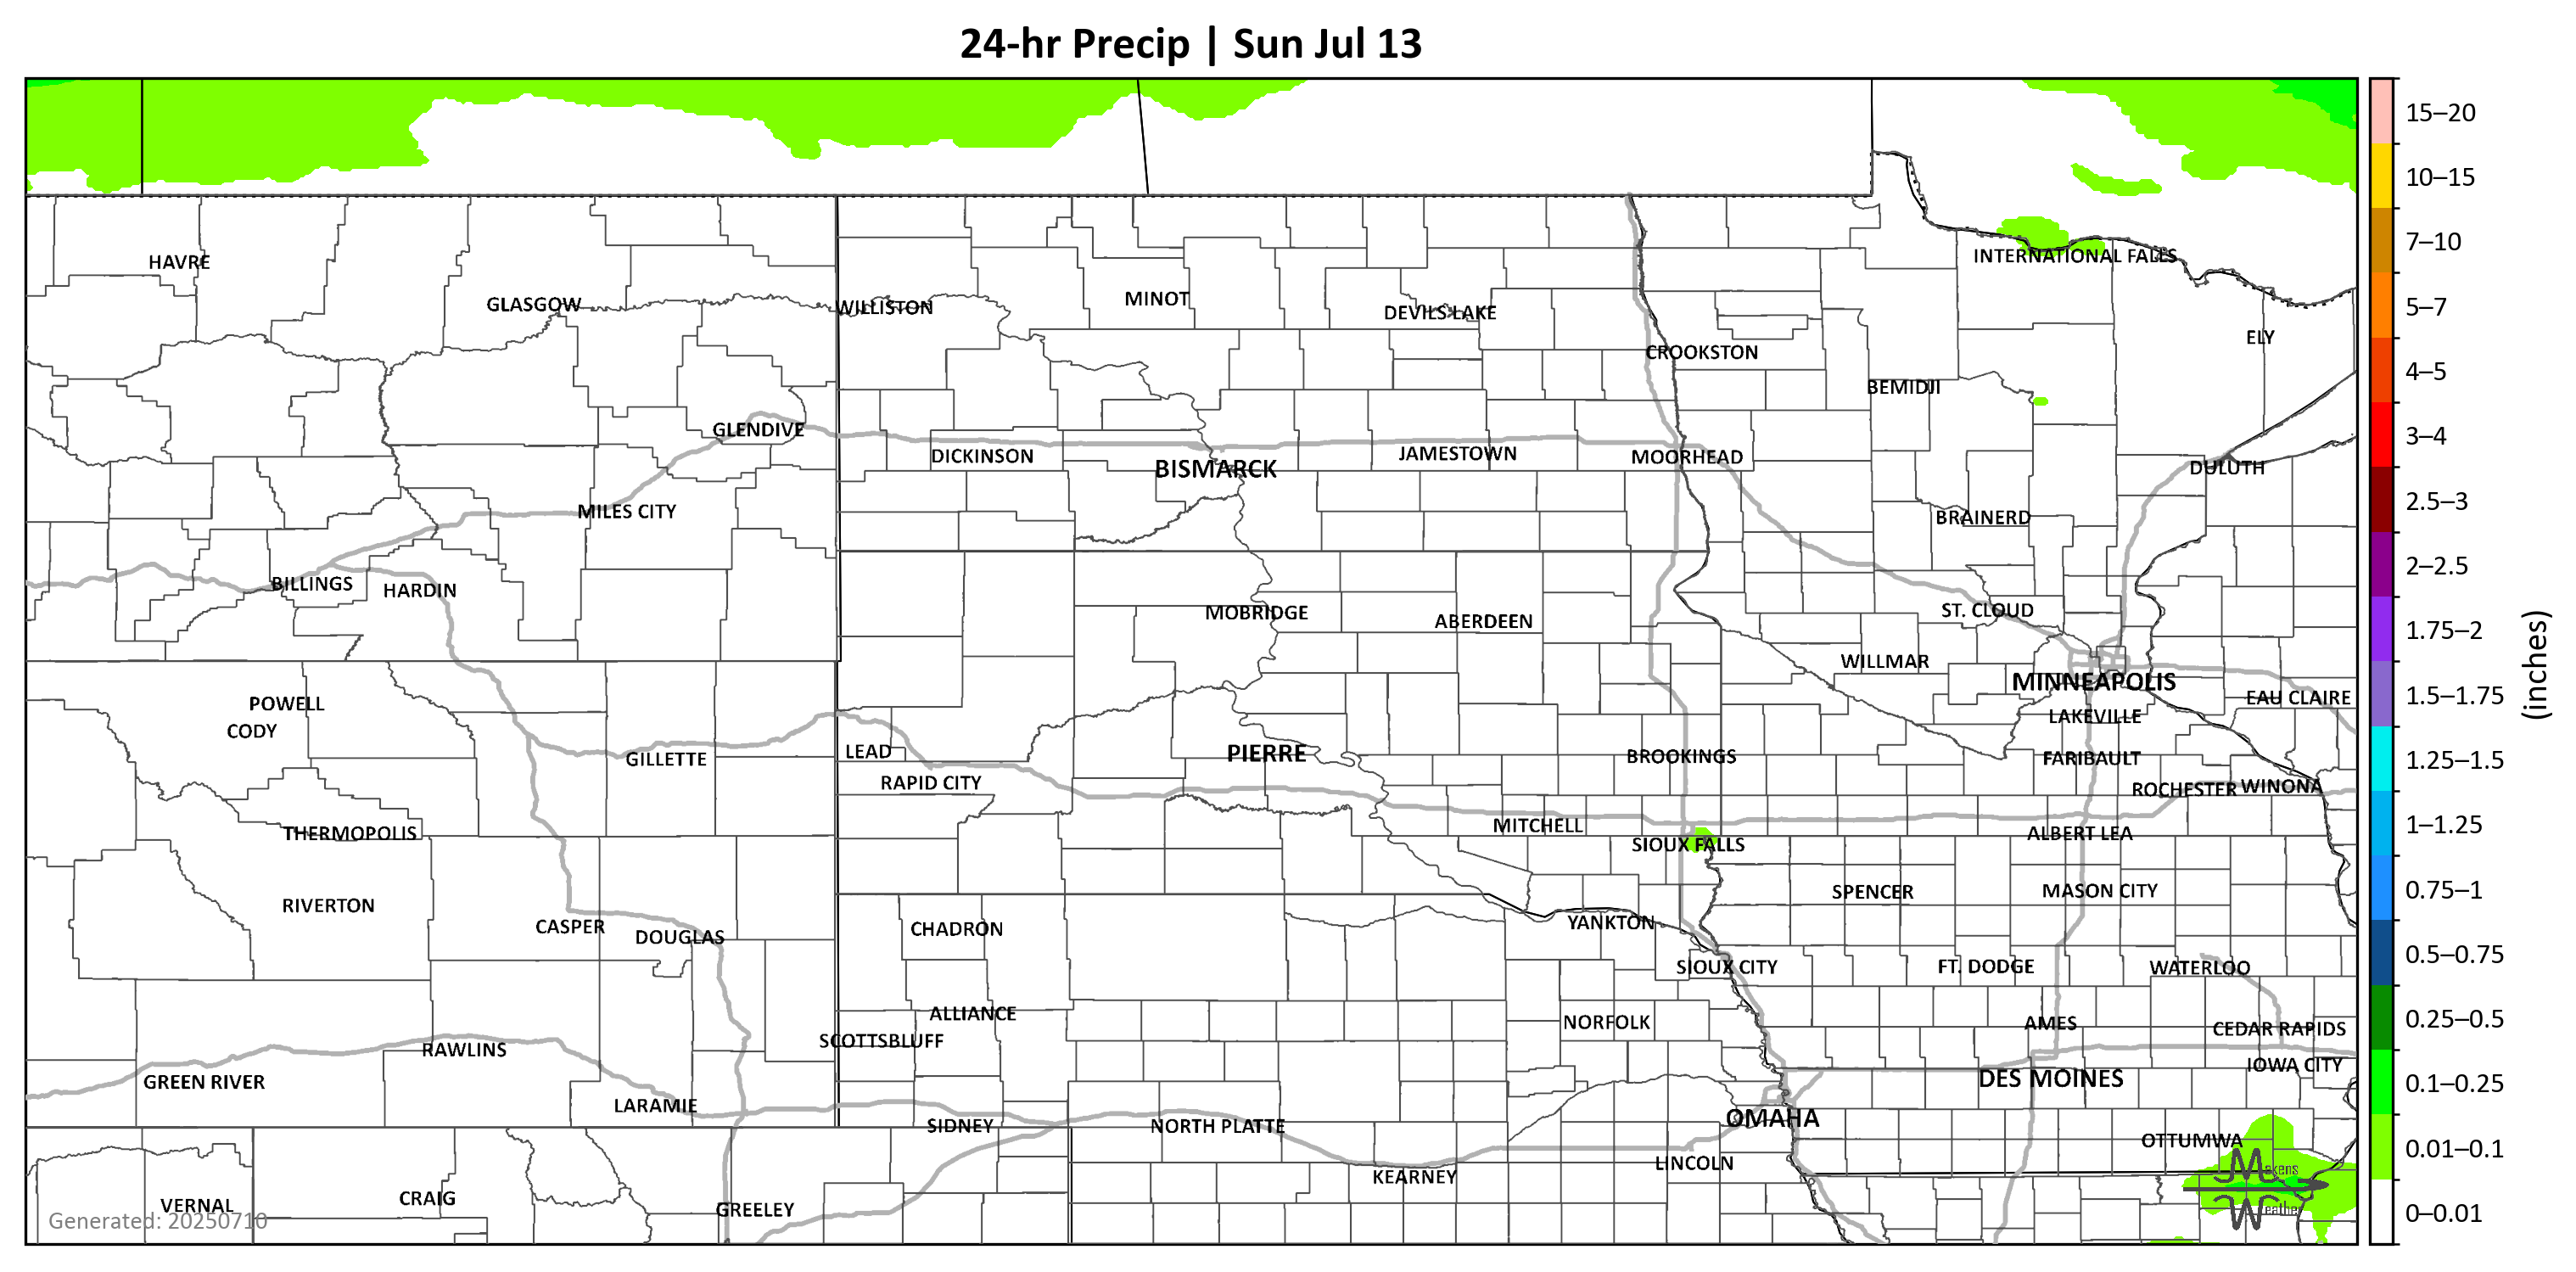 24-hr Precip | Sun Jul 13
15–20
10–15
7–10
5–7
4–5
3–4
2.5–3
2–2.5
1.75–2
1.5–1.75
1.25–1.5
1–1.25
0.75–1
0.5–0.75
0.25–0.5
0.1–0.25
0.01–0.1
0–0.01
(inches)
HAVRE
INTERNATIONAL FALLS
GLASGOW
WILLISTON
MINOT
DEVILS LAKE
ELY
CROOKSTON
BEMIDJI
GLENDIVE
DICKINSON
BISMARCK
JAMESTOWN
MOORHEAD
DULUTH
MILES CITY
BRAINERD
BILLINGS
HARDIN
MOBRIDGE
ABERDEEN
ST. CLOUD
WILLMAR
MINNEAPOLIS
EAU CLAIRE
POWELL
CODY
LAKEVILLE
GILLETTE
LEAD
RAPID CITY
PIERRE
BROOKINGS
FARIBAULT
ROCHESTER
WINONA
THERMOPOLIS
MITCHELL
SIOUX FALLS
ALBERT LEA
RIVERTON
SPENCER
MASON CITY
CASPER
DOUGLAS
CHADRON
YANKTON
SIOUX CITY
FT. DODGE
WATERLOO
ALLIANCE
SCOTTSBLUFF
NORFOLK
AMES
CEDAR RAPIDS
RAWLINS
IOWA CITY
GREEN RIVER
DES MOINES
LARAMIE
SIDNEY
NORTH PLATTE
OMAHA
OTTUMWA
KEARNEY
LINCOLN
VERNAL
CRAIG
GREELEY
Makens
Weather
Generated: 20250710